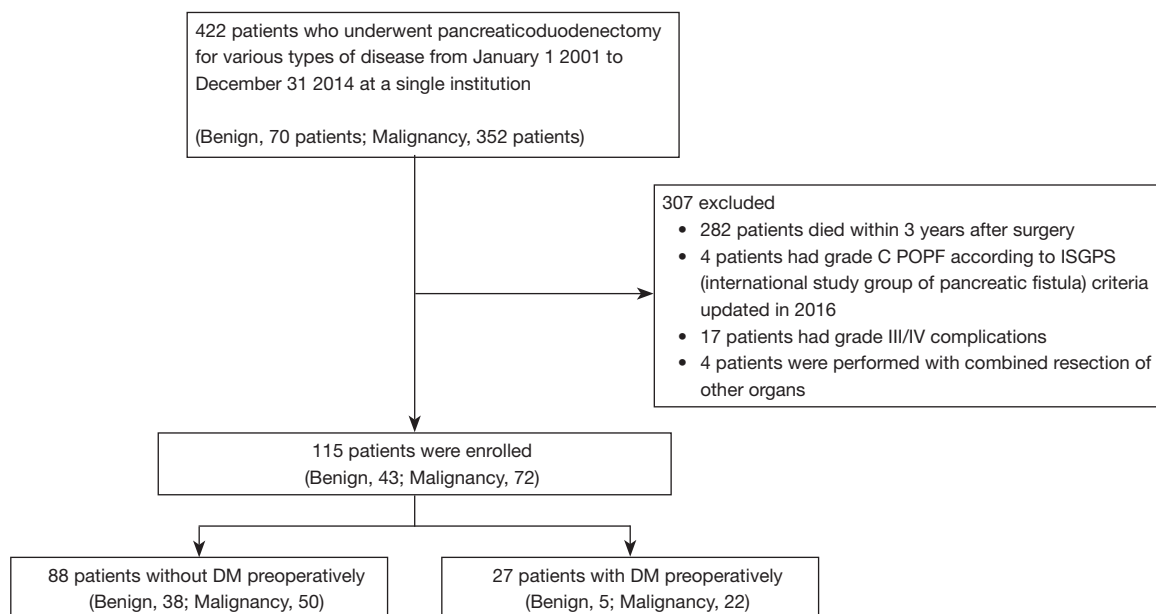 422 patients who underwent pancreaticoduodenectomy
for various types of disease from January 1 2001 to
December 31 2014 at a single institution
(Benign, 70 patients; Malignancy, 352 patients)
307 excluded
• 282 patients died within 3 years after surgery
• 4 patients had grade C POPF according to ISGPS
(international study group of pancreatic fistula) criteria
updated in 2016
• 17 patients had grade III/IV complications
• 4 patients were performed with combined resection of
other organs
115 patients were enrolled
(Benign, 43; Malignancy, 72)
88 patients without DM preoperatively
(Benign, 38; Malignancy, 50)
27 patients with DM preoperatively
(Benign, 5; Malignancy, 22)